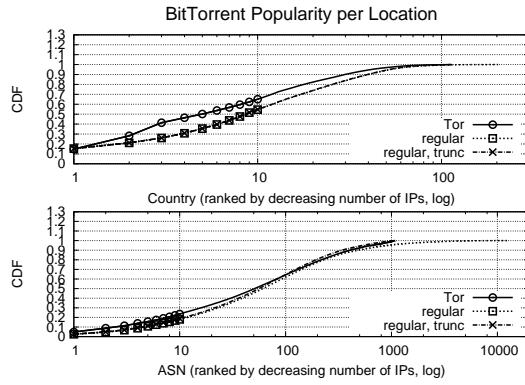 BitTorrent Popularity per Location
CDF
1.3
1.2
1.1
1.0
0.9
0.8
0.7
0.6
0.5
0.4
0.3
0.2
0.1
0
1 10 100
Tor
regular
regular, trunc
Country (ranked by decreasing number of IPs, log)
CDF
1.3
1.2
1.1
1.0
0.9
0.8
0.7
0.6
0.5
0.4
0.3
0.2
0.1
0
1 10 100 1000 10000
Tor
regular
regular, trunc
ASN (ranked by decreasing number of IPs, log)